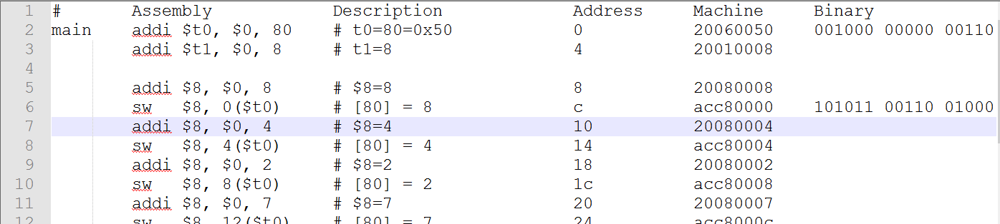 1 # Assembly Description Address Machine Binary
2 main addi $t0, $0, 80 # t0=80=0x50 0 20060050 001000 00000 00110
3 addi $t1, $0, 8 # t1=8 4 20010008
4
5 addi $8, $0, 8 # $8=8 8 20080008
6 sw $8, 0($t0) # [80] = 8 c acc80000 101011 00110 01000
7 addi $8, $0, 4 # $8=4 10 20080004
8 sw $8, 4($t0) # [80] = 4 14 acc80004
9 addi $8, $0, 2 # $8=2 18 20080002
10 sw $8, 8($t0) # [80] = 2 1c acc80008
11 addi $8, $0, 7 # $8=7 20 20080007
12 sw $8, 12($t0) # [80] = 7 24 acc8000c